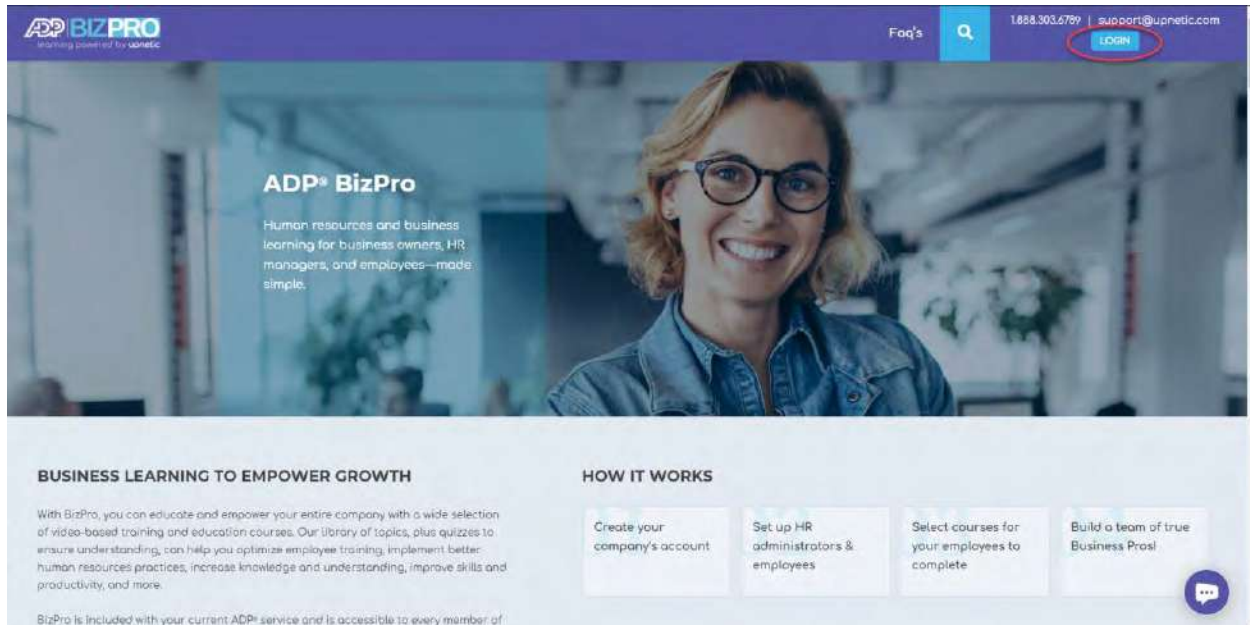 ADP BIZPRO
learning powered by upnetic
Faq's
1.888.303.6789 | support@upnetic.com
LOGIN
ADP® BizPro
Human resources and business
learning for business owners, HR
managers, and employees—made
simple.
BUSINESS LEARNING TO EMPOWER GROWTH
With BizPro, you can educate and empower your entire company with a wide selection
of video-based training and education courses. Our library of topics, plus quizzes to
ensure understanding, can help you optimize employee training, implement better
human resources practices, increase knowledge and understanding, improve skills and
productivity, and more.
BizPro is included with your current ADP® service and is accessible to every member of
HOW IT WORKS
Create your
company's account
Set up HR
administrators &
employees
Select courses for
your employees to
complete
Build a team of true
Business Pros!